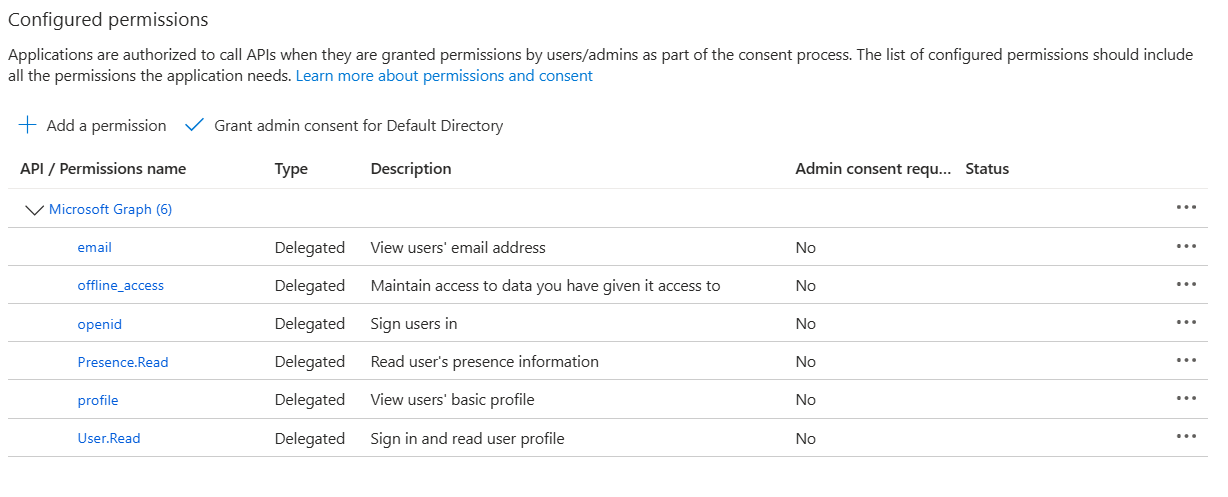 Configured permissions
Applications are authorized to call APIs when they are granted permissions by users/admins as part of the consent process. The list of configured permissions should include
all the permissions the application needs. Learn more about permissions and consent
Add a permission Grant admin consent for Default Directory
API / Permissions name Type Description Admin consent requ... Status
Microsoft Graph (6)
email Delegated View users' email address No
offline_access Delegated Maintain access to data you have given it access to No
openid Delegated Sign users in No
Presence.Read Delegated Read user's presence information No
profile Delegated View users' basic profile No
User.Read Delegated Sign in and read user profile No